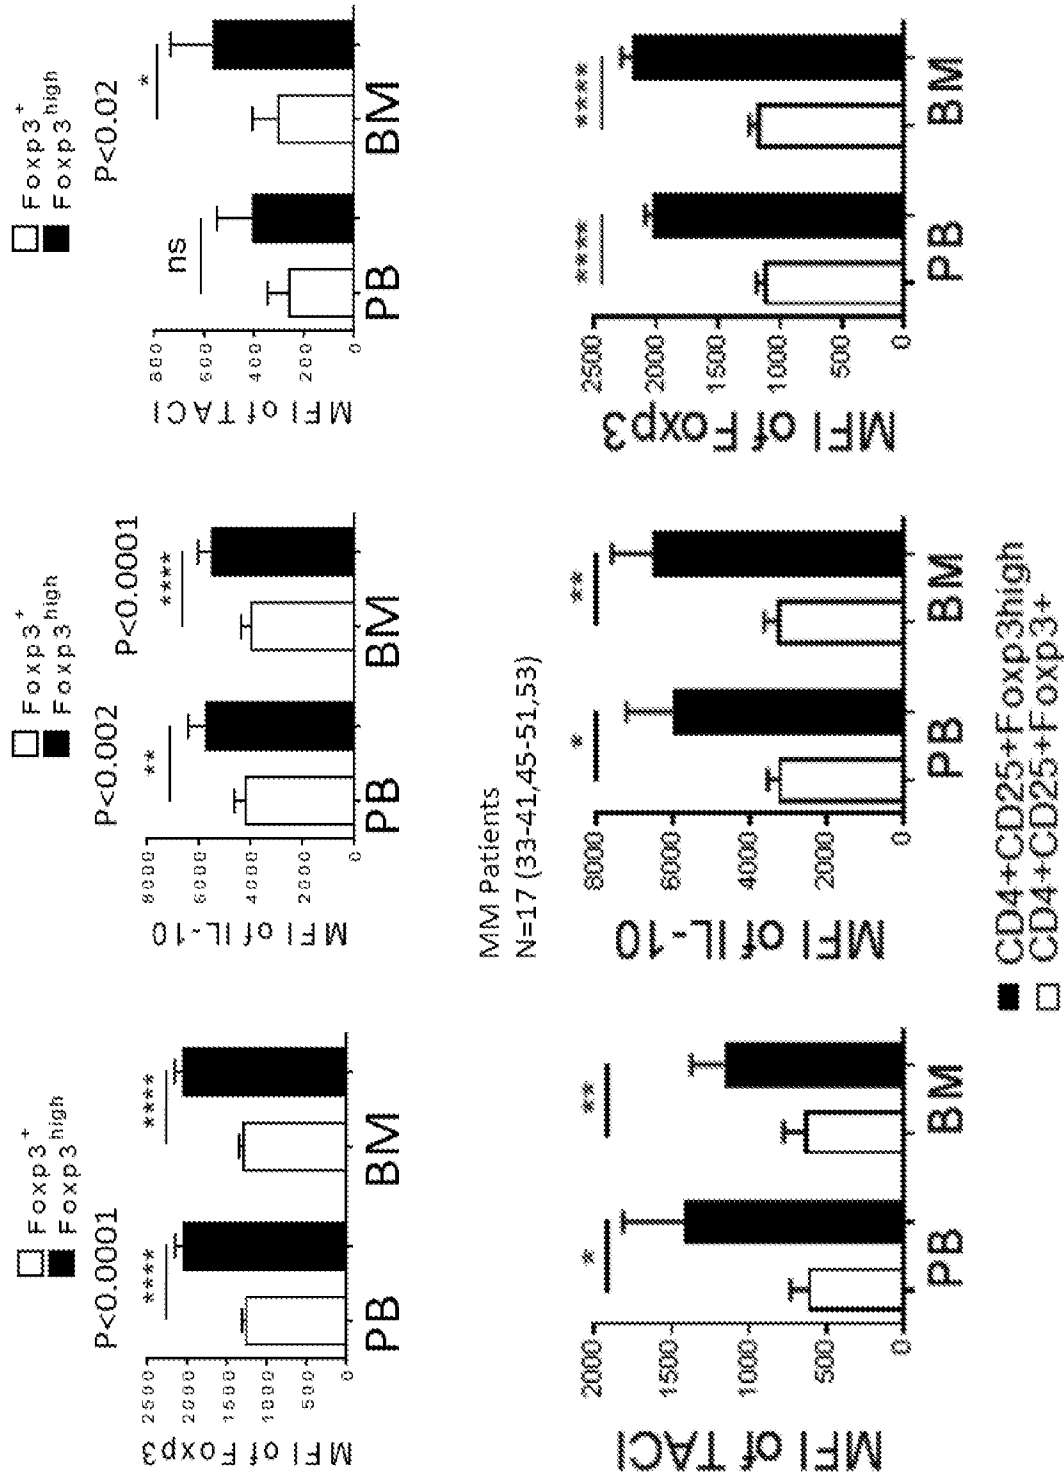 Foxp3+
Foxp3high
P<0.0001
****
****
MFI of Foxp3
2500
2000
1500
1000
500
0
PB
BM
Foxp3+
Foxp3high
P<0.002
P<0.0001
**
****
MFI of IL-10
8000
6000
4000
2000
0
PB
BM
Foxp3+
Foxp3high
P<0.02
ns
*
MFI of TACI
800
600
400
200
0
PB
BM
MM Patients
N=17 (33-41,45-51,53)
*
**
MFI of TACI
2000
1500
1000
500
0
PB
BM
*
**
MFI of IL-10
8000
6000
4000
2000
0
PB
BM
****
****
MFI of Foxp3
2500
2000
1500
1000
500
0
PB
BM
CD4+CD25+Foxp3high
CD4+CD25+Foxp3+